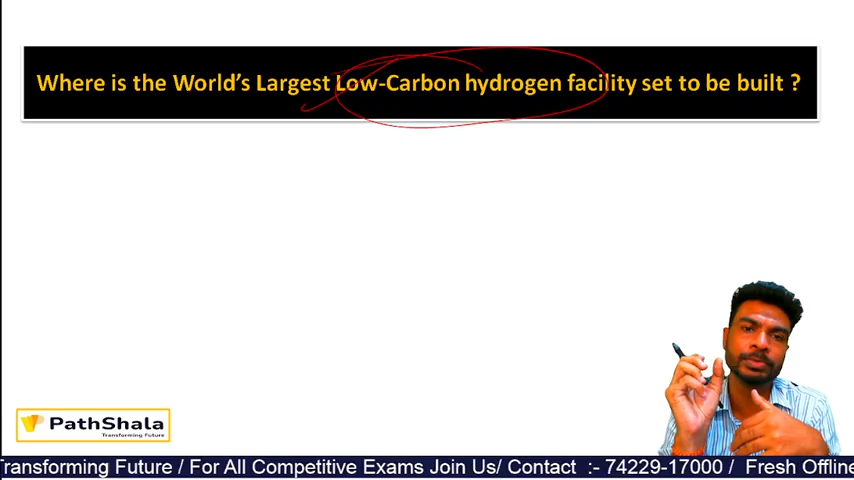 Where is the World's Largest Low-Carbon hydrogen facility set to be built ?
PathShala
Transforming Future
Transforming Future / For All Competitive Exams Join Us/ Contact :- 74229-17000 / Fresh Offline